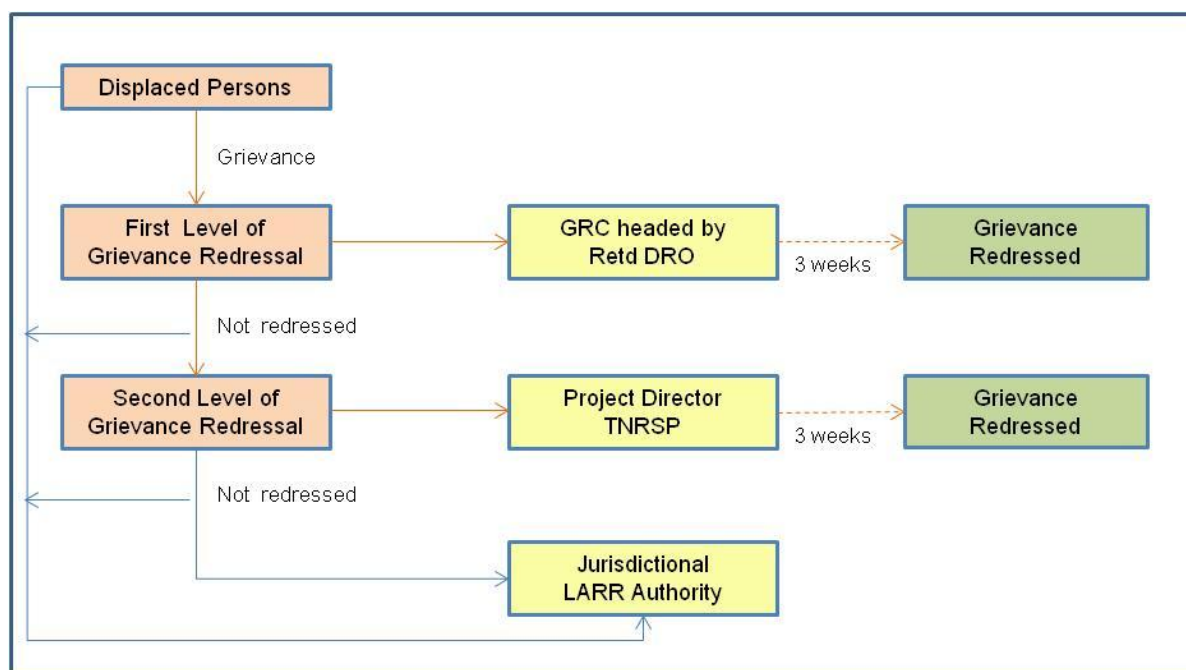 Displaced Persons
Grievance
First Level of
Grievance Redressal
GRC headed by
Retd DRO
3 weeks
Grievance
Redressed
Not redressed
Second Level of
Grievance Redressal
Project Director
TNRSP
3 weeks
Grievance
Redressed
Not redressed
Jurisdictional
LARR Authority